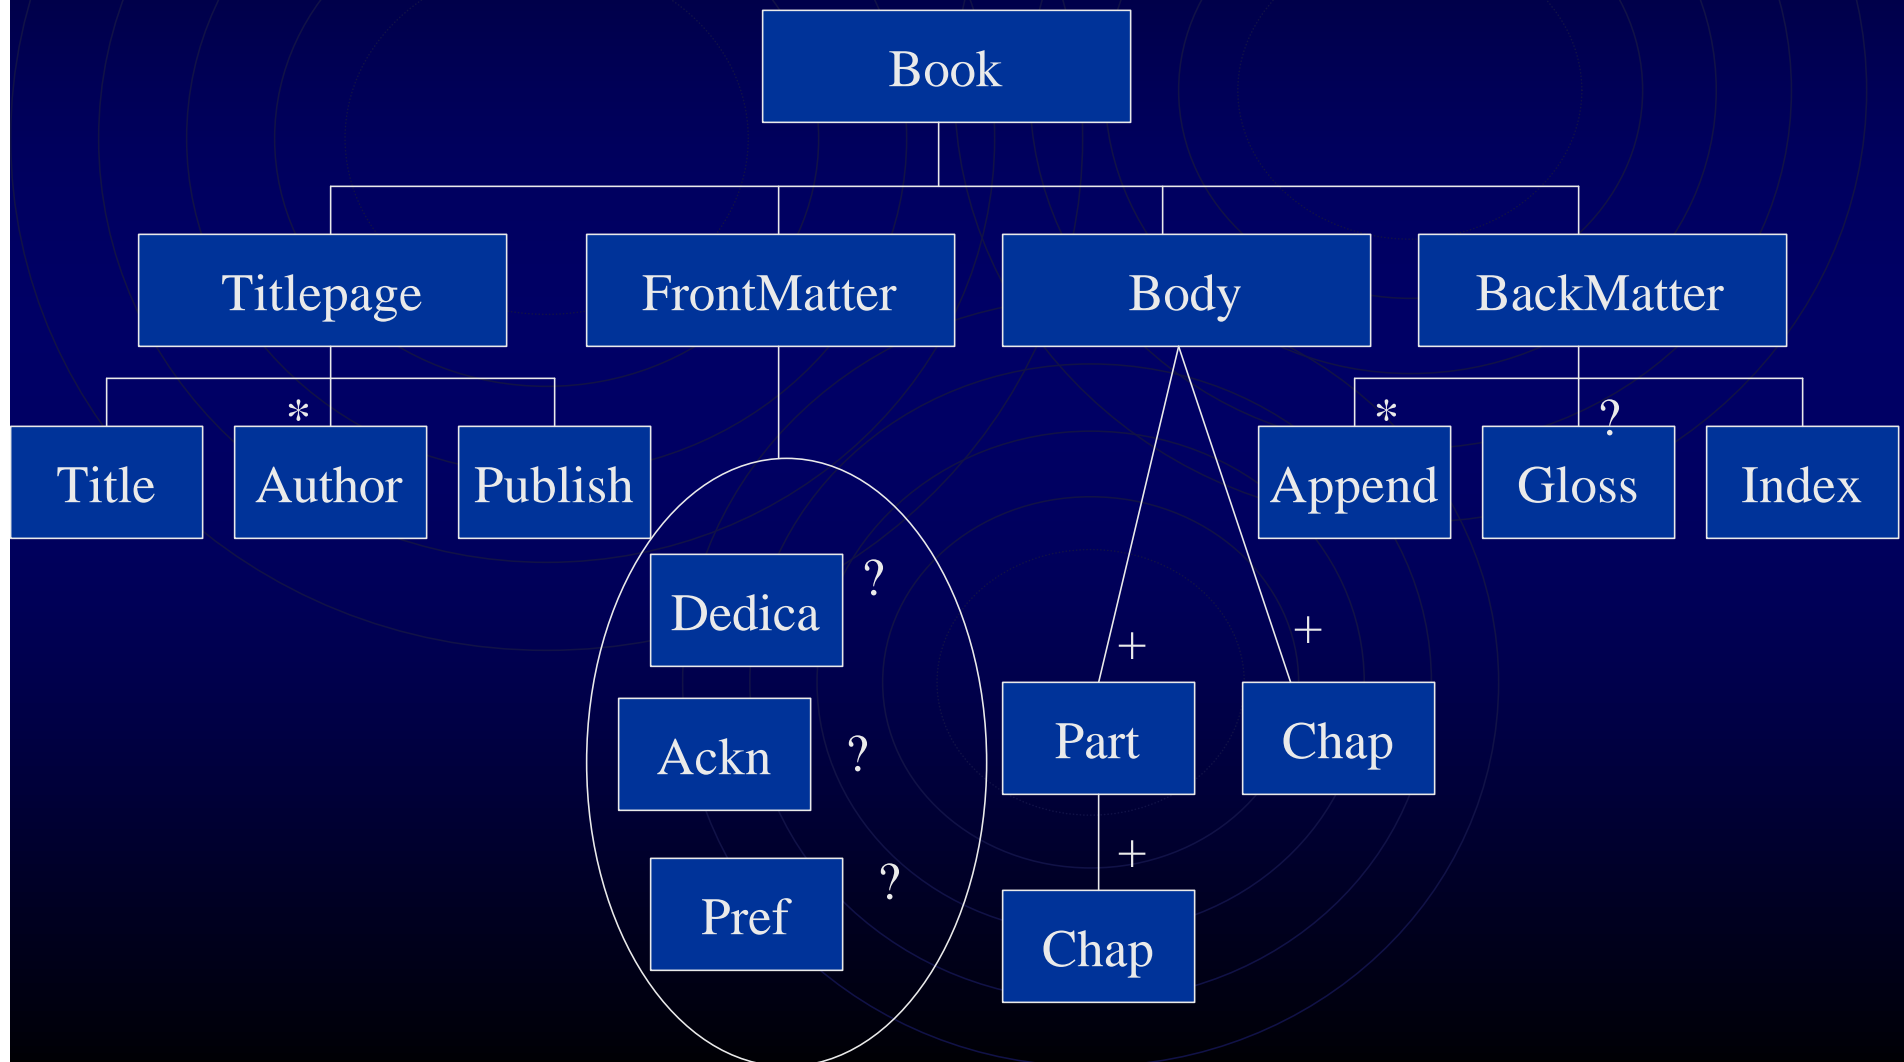 Book
Titlepage FrontMatter Body BackMatter
* * ?
Title Author Publish Append Gloss Index
Dedica ?
+ +
Ackn ? Part Chap
+
Pref ?
Chap